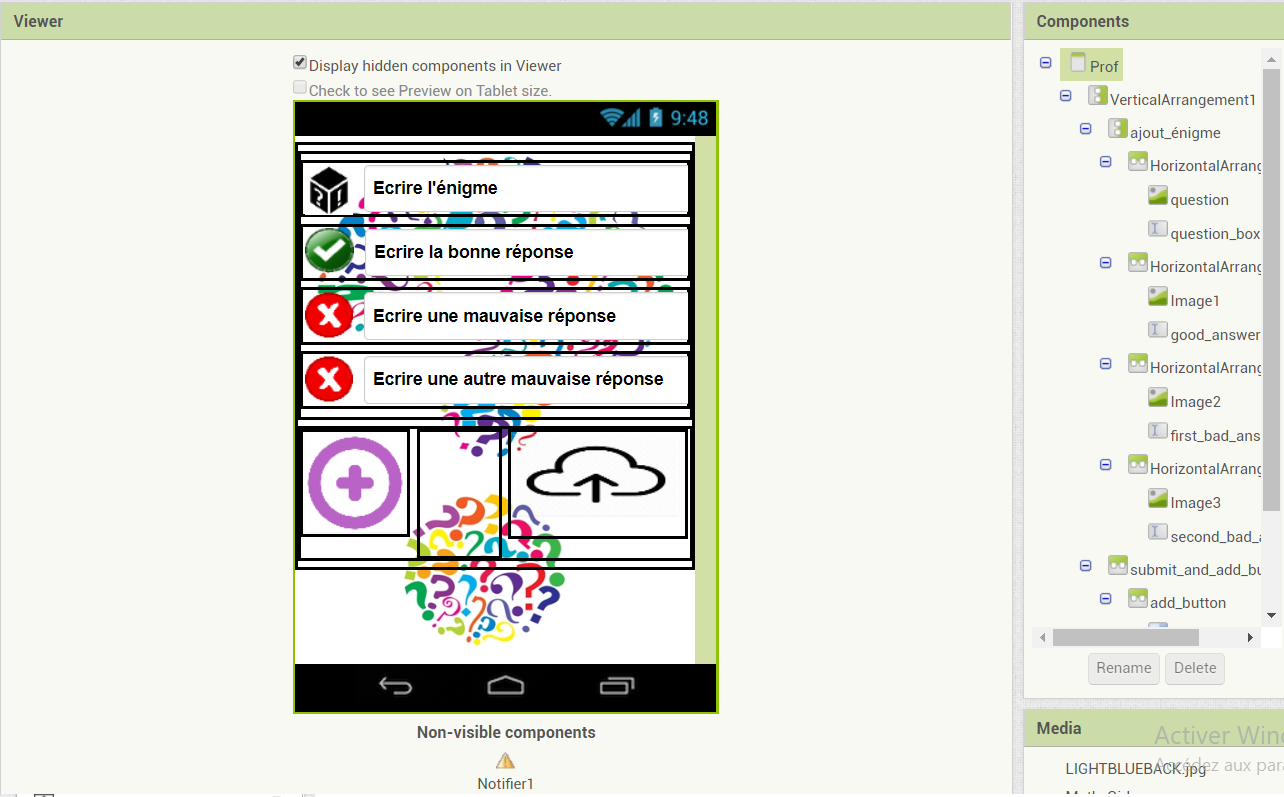 Viewer
Display hidden components in Viewer
Check to see Preview on Tablet size.
9:48
Ecrire l'énigme
Ecrire la bonne réponse
Ecrire une mauvaise réponse
Ecrire une autre mauvaise réponse
Non-visible components
Notifier1
Components
Prof
VerticalArrangement1
ajout_énigme
HorizontalArrang
question
question_box
HorizontalArrang
Image1
good_answer
HorizontalArrang
Image2
first_bad_ans
HorizontalArrang
Image3
second_bad_a
submit_and_add_bu
add_button
Rename Delete
Media
Activer Wind
Accédez aux para
LIGHTBLUEBACK.jpg